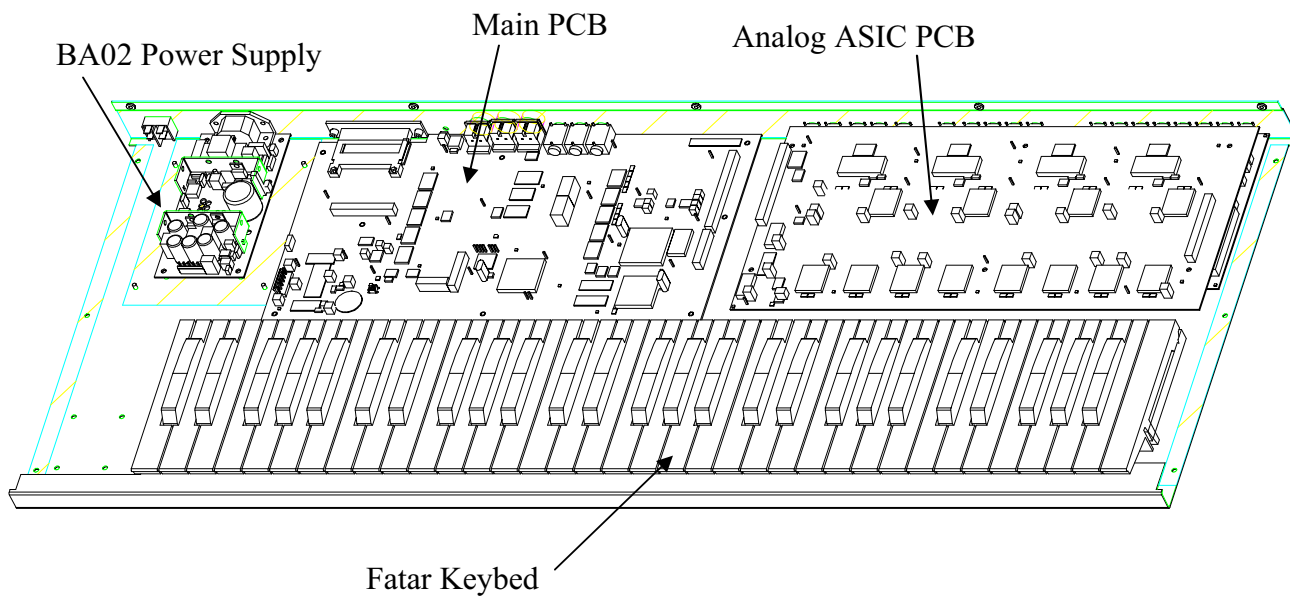 Main PCB
Analog ASIC PCB
BA02 Power Supply
Fatar Keybed